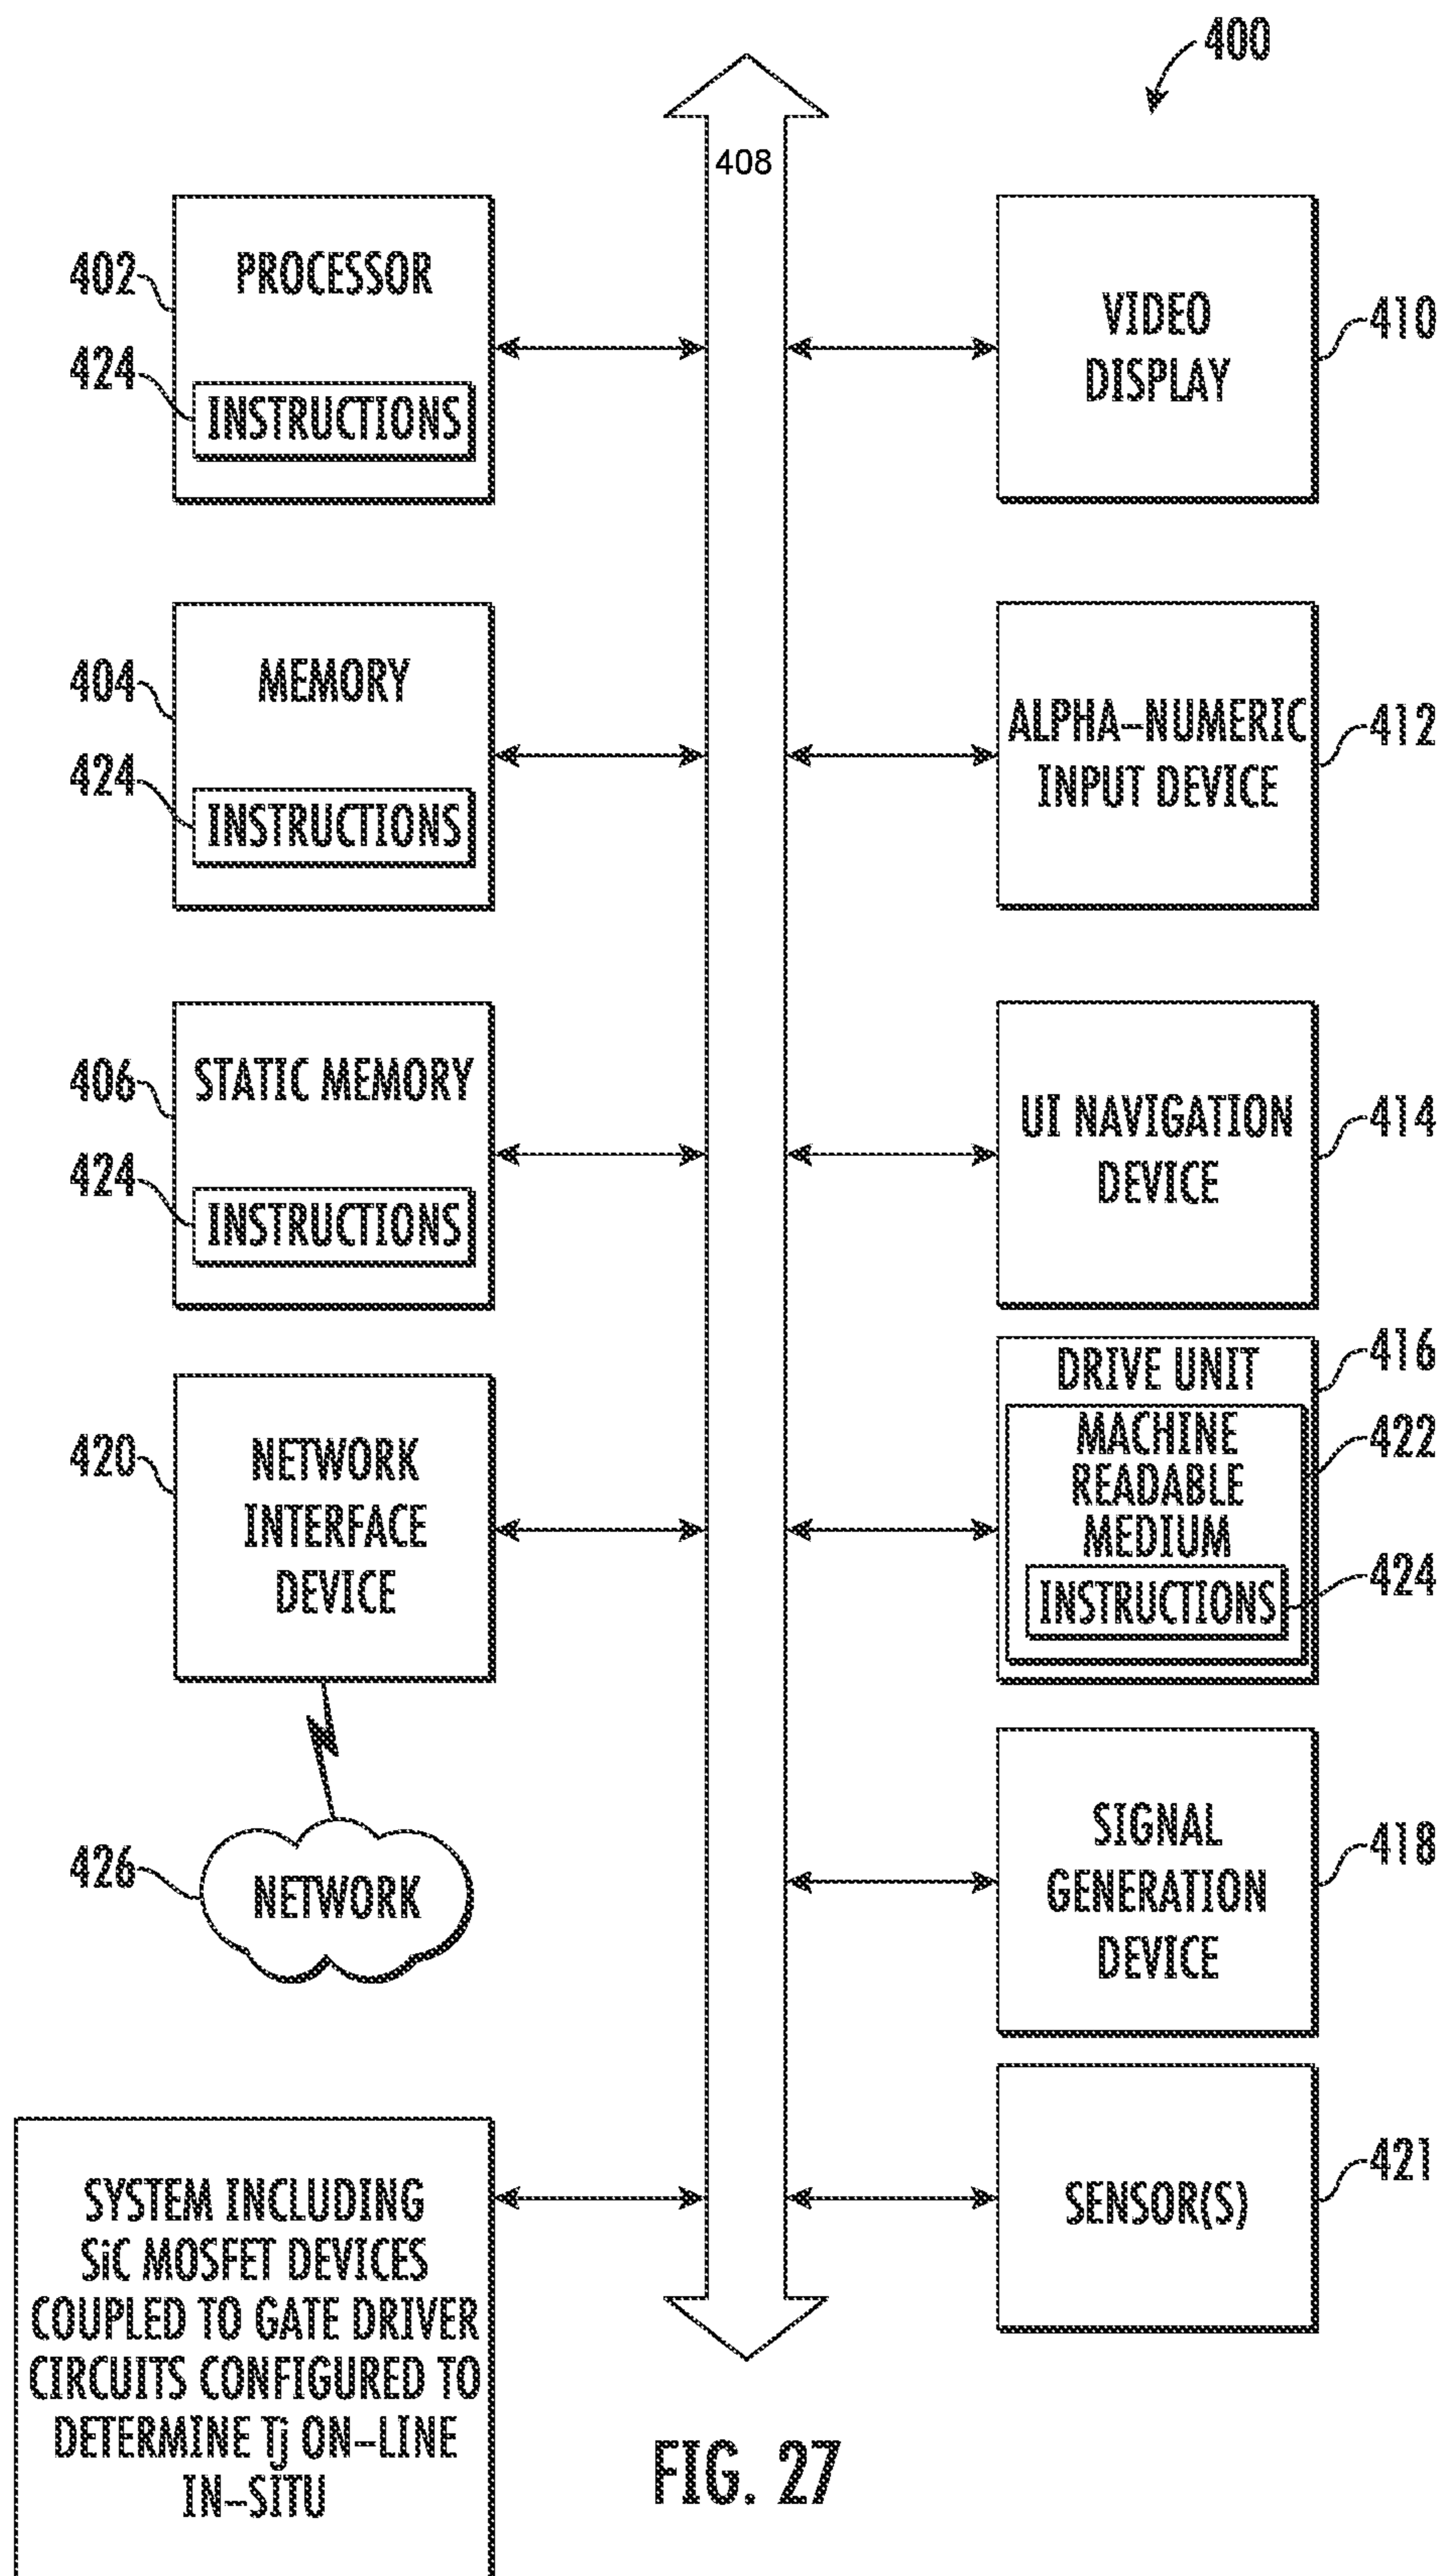 400
408
402
PROCESSOR
424
INSTRUCTIONS
VIDEO
DISPLAY
410
404
MEMORY
424
INSTRUCTIONS
ALPHA-NUMERIC
INPUT DEVICE
412
406
STATIC MEMORY
424
INSTRUCTIONS
UI NAVIGATION
DEVICE
414
420
NETWORK
INTERFACE
DEVICE
DRIVE UNIT
416
MACHINE
READABLE
MEDIUM
422
INSTRUCTIONS
424
426
NETWORK
SIGNAL
GENERATION
DEVICE
418
SYSTEM INCLUDING
SiC MOSFET DEVICES
COUPLED TO GATE DRIVER
CIRCUITS CONFIGURED TO
DETERMINE Tj ON-LINE
IN-SITU
SENSOR(S)
421
FIG. 27